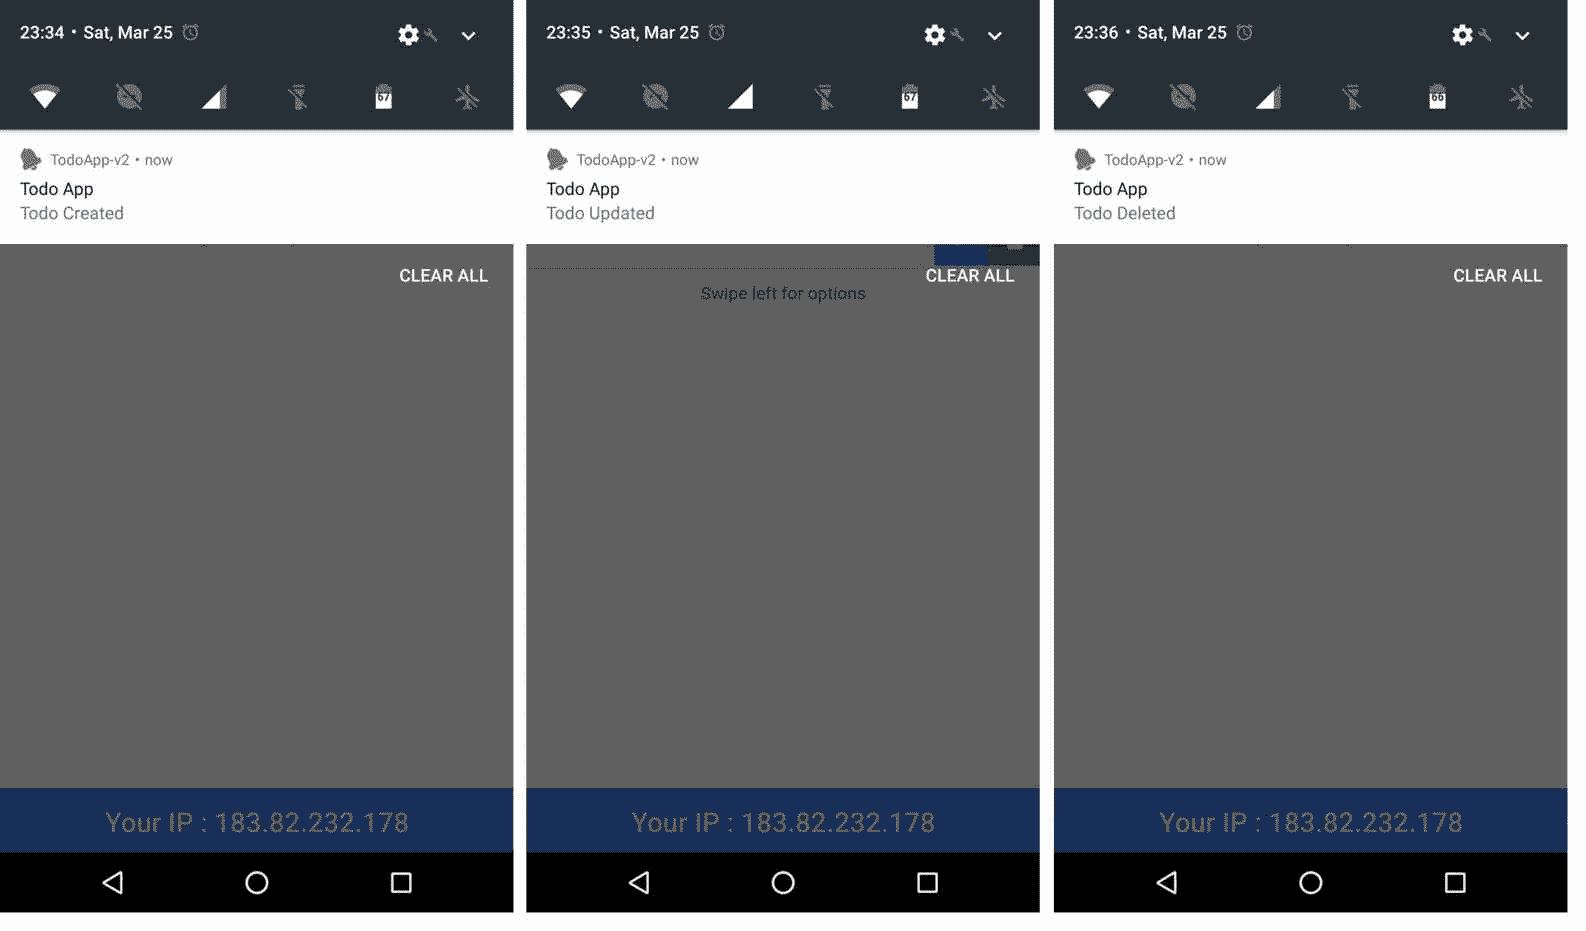 23:34 • Sat, Mar 25
67
TodoApp-v2 • now
Todo App
Todo Created
CLEAR ALL
Your IP : 183.82.232.178
23:35 • Sat, Mar 25
67
TodoApp-v2 • now
Todo App
Todo Updated
CLEAR ALL
Swipe left for options
Your IP : 183.82.232.178
23:36 • Sat, Mar 25
66
TodoApp-v2 • now
Todo App
Todo Deleted
CLEAR ALL
Your IP : 183.82.232.178